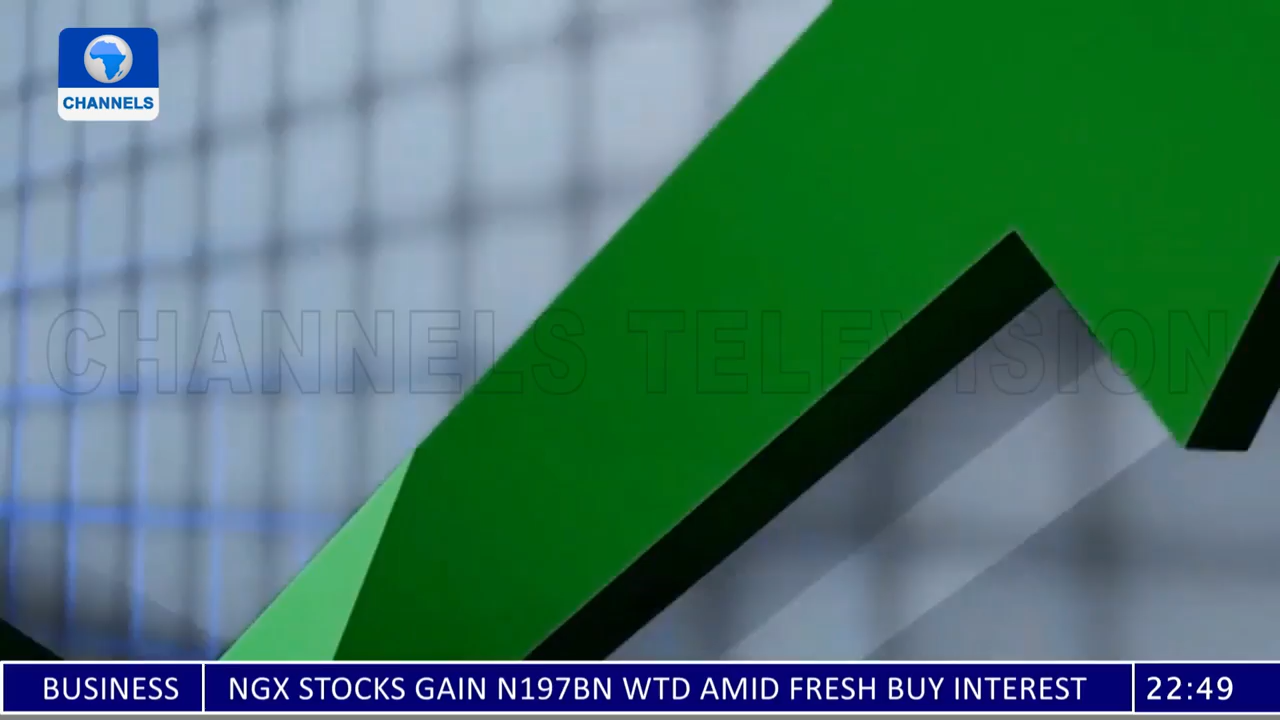 CHANNELS
CHANNELS TELEVISION
BUSINESS
NGX STOCKS GAIN N197BN WTD AMID FRESH BUY INTEREST
22:49